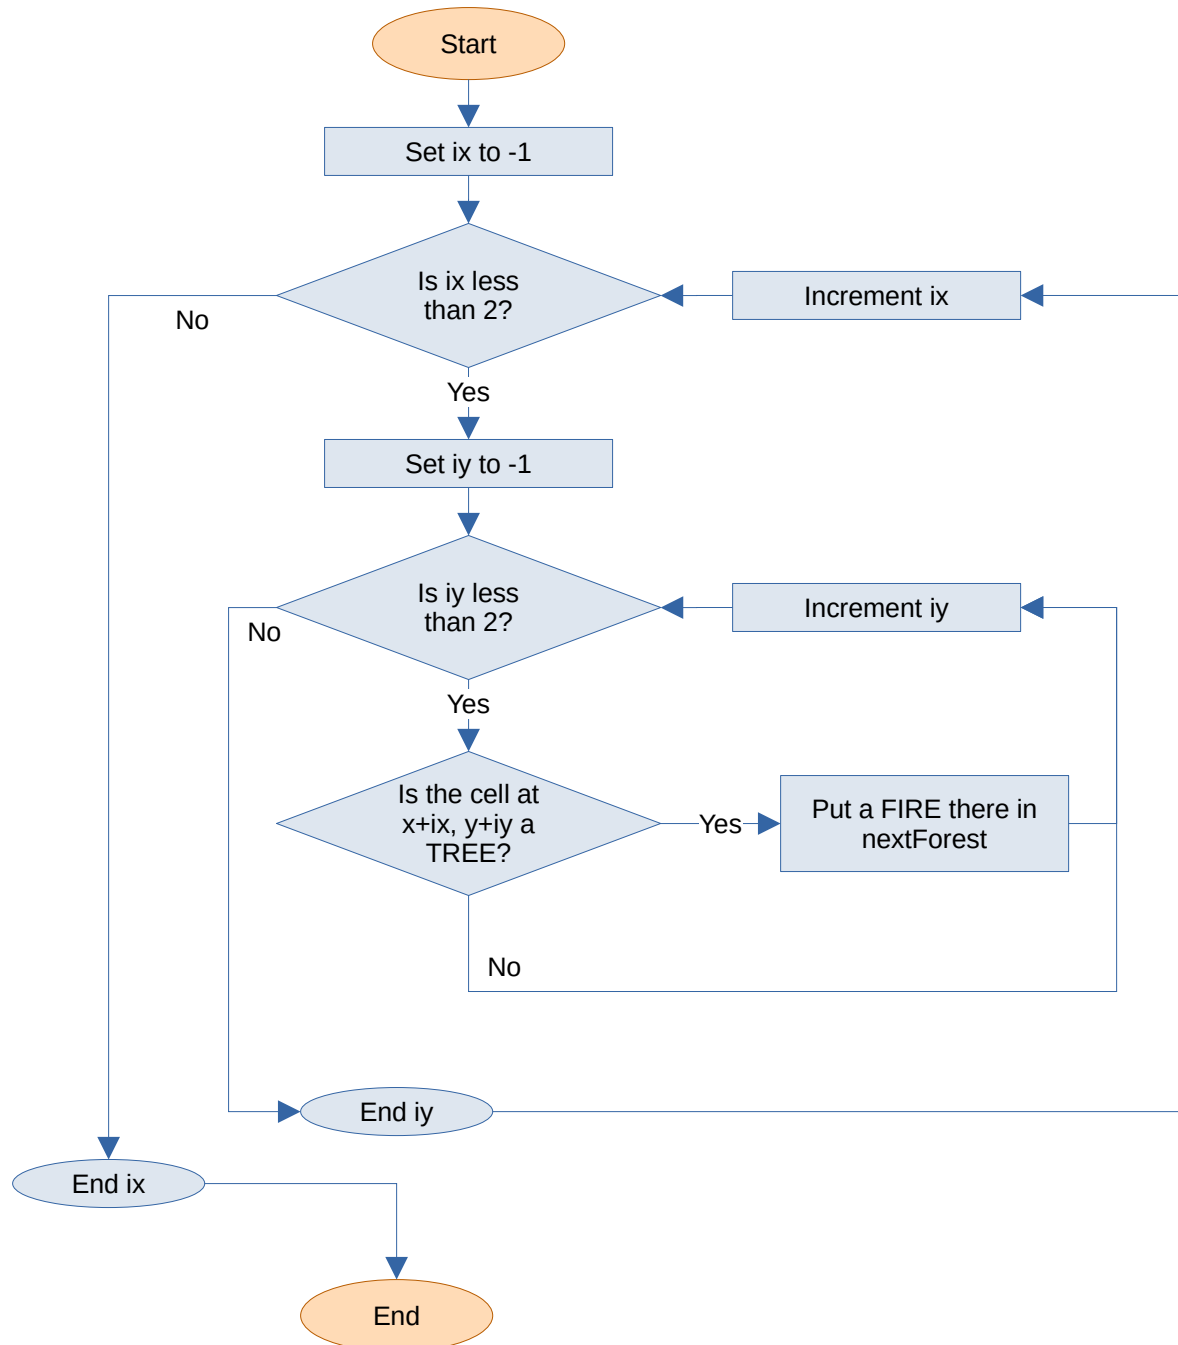 Start
Set ix to -1
Is ix less
than 2?
Increment ix
No
Yes
Set iy to -1
Is iy less
than 2?
Increment iy
No
Yes
Is the cell at
x+ix, y+iy a
TREE?
Yes
Put a FIRE there in
nextForest
No
End iy
End ix
End